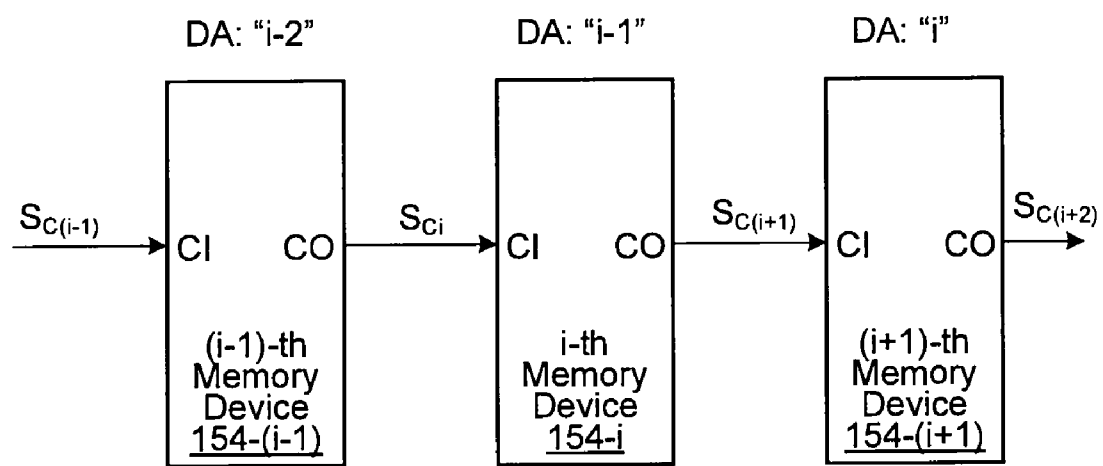 DA: “i-2” DA: “i-1” DA: “i”
S_C(i-1) S_Ci S_C(i+1) S_C(i+2)
CI CO CI CO CI CO
(i-1)-th
Memory
Device
154-(i-1)
i-th
Memory
Device
154-i
(i+1)-th
Memory
Device
154-(i+1)